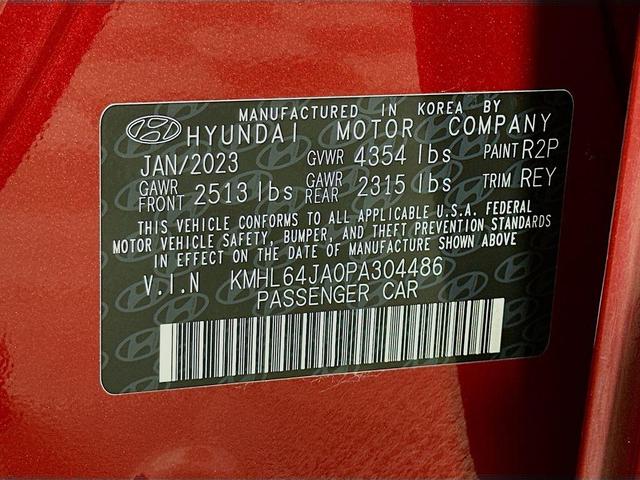 MANUFACTURED IN KOREA BY
HYUNDAI MOTOR COMPANY
JAN/2023 GVWR 4354 lbs PAINT R2P
GAWR FRONT 2513 lbs GAWR REAR 2315 lbs TRIM REY
THIS VEHICLE CONFORMS TO ALL APPLICABLE U.S.A. FEDERAL
MOTOR VEHICLE SAFETY, BUMPER, AND THEFT PREVENTION STANDARDS
IN EFFECT ON THE DATE OF MANUFACTURE SHOWN ABOVE
V.I.N KMHL64JA0PA304486
PASSENGER CAR